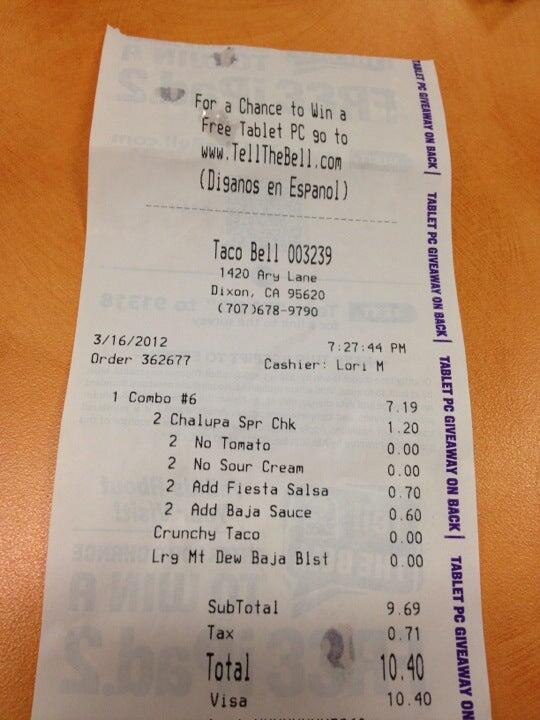 For a Chance to Win a
Free Tablet PC go to
www.TellTheBell.com
(Diganos en Espanol)
Taco Bell 003239
1420 Ary Lane
Dixon, CA 95620
(707)678-9790
3/16/2012 7:27:44 PM
Order 362677 Cashier: Lori M
1 Combo #6 7.19
2 Chalupa Spr Chk 1.20
2 No Tomato 0.00
2 No Sour Cream 0.00
2 Add Fiesta Salsa 0.70
2 Add Baja Sauce 0.60
Crunchy Taco 0.00
Lrg Mt Dew Baja Blst 0.00
SubTotal 9.69
Tax 0.71
Total 10.40
Visa 10.40
TABLET PC GIVEAWAY ON BACK |
TABLET PC GIVEAWAY ON BACK |
TABLET PC GIVEAWAY ON BACK |
TABLET PC GIVEAWAY ON